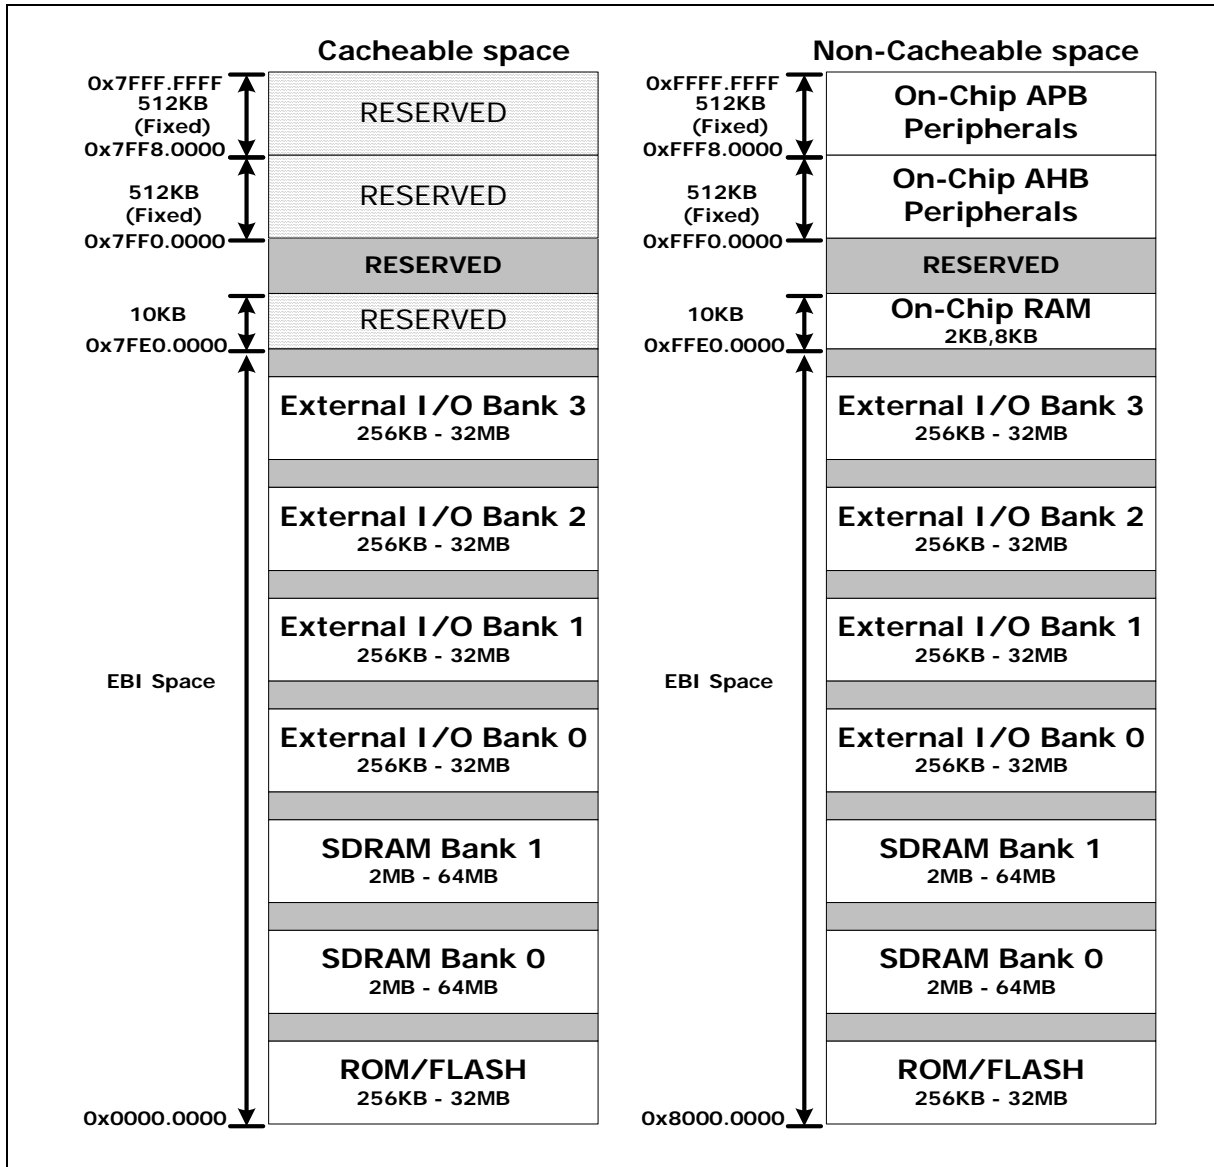 Cacheable space
0x7FFF.FFFF
512KB
(Fixed)
0x7FF8.0000
512KB
(Fixed)
0x7FF0.0000
10KB
0x7FE0.0000
EBI Space
0x0000.0000
RESERVED
RESERVED
RESERVED
RESERVED
External I/O Bank 3
256KB - 32MB
External I/O Bank 2
256KB - 32MB
External I/O Bank 1
256KB - 32MB
External I/O Bank 0
256KB - 32MB
SDRAM Bank 1
2MB - 64MB
SDRAM Bank 0
2MB - 64MB
ROM/FLASH
256KB - 32MB
Non-Cacheable space
0xFFFF.FFFF
512KB
(Fixed)
0xFFF8.0000
512KB
(Fixed)
0xFFF0.0000
10KB
0xFFE0.0000
EBI Space
0x8000.0000
On-Chip APB
Peripherals
On-Chip AHB
Peripherals
RESERVED
On-Chip RAM
2KB,8KB
External I/O Bank 3
256KB - 32MB
External I/O Bank 2
256KB - 32MB
External I/O Bank 1
256KB - 32MB
External I/O Bank 0
256KB - 32MB
SDRAM Bank 1
2MB - 64MB
SDRAM Bank 0
2MB - 64MB
ROM/FLASH
256KB - 32MB